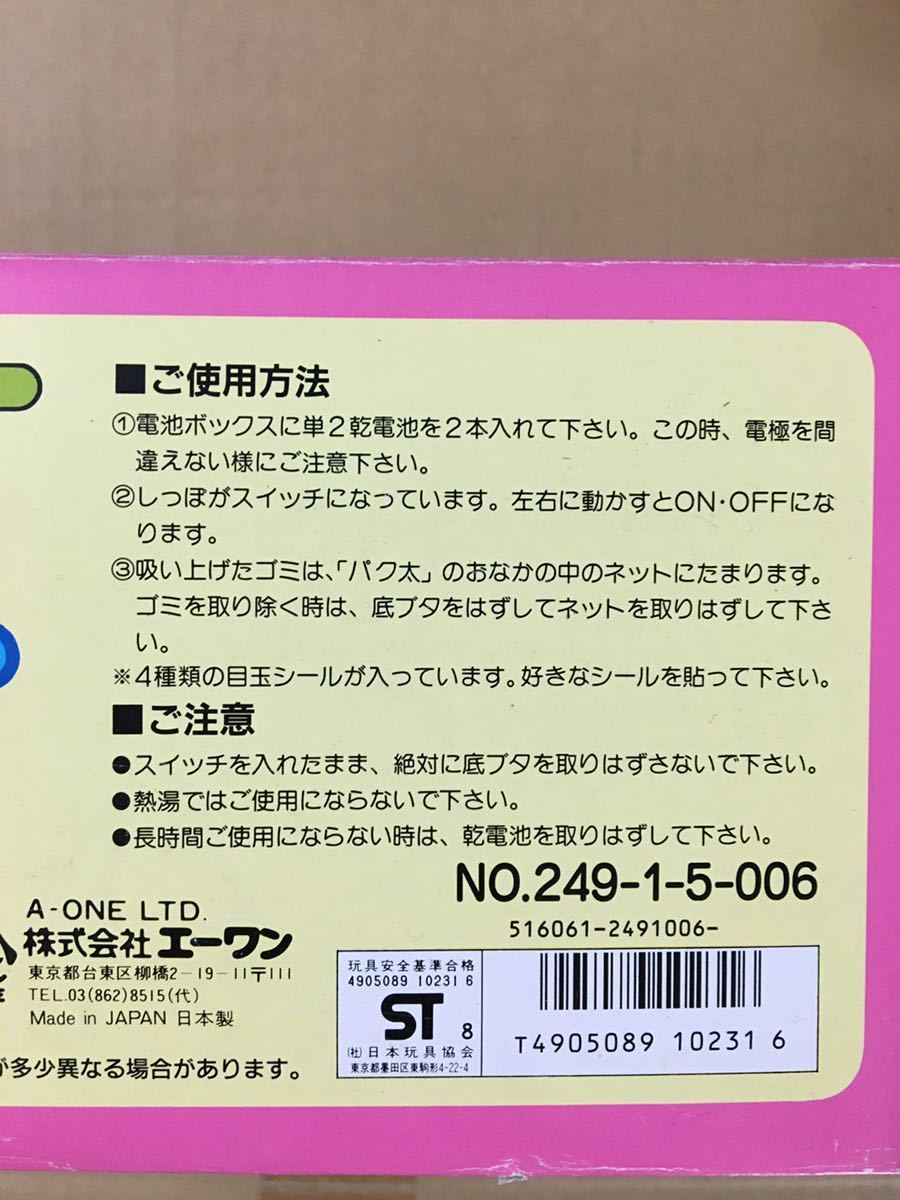 ■ご使用方法
①電池ボックスに単2乾電池を2本入れて下さい。この時、電極を間
違えない様にご注意下さい。
②しっぽがスイッチになっています。左右に動かすとON・OFFにな
ります。
③吸い上げたゴミは、「パク太」のおなかの中のネットにたまります。
ゴミを取り除く時は、底ブタをはずしてネットを取りはずして下さ
い。
※4種類の目玉シールが入っています。好きなシールを貼って下さい。
■ご注意
●スイッチを入れたまま、絶対に底ブタを取りはずさないで下さい。
●熱湯ではご使用にならないで下さい。
●長時間ご使用にならない時は、乾電池を取りはずして下さい。
NO.249-1-5-006
516061-2491006-
A-ONE LTD.
株式会社 エーワン
東京都台東区柳橋2-19-11〒111
TEL.03(862)8515(代)
Made in JAPAN 日本製
が多少異なる場合があります。
玩具安全基準合格
4905089 10231 6
ST 8
(社)日本玩具協会
東京都墨田区東駒形4-22-4
T4905089 10231 6